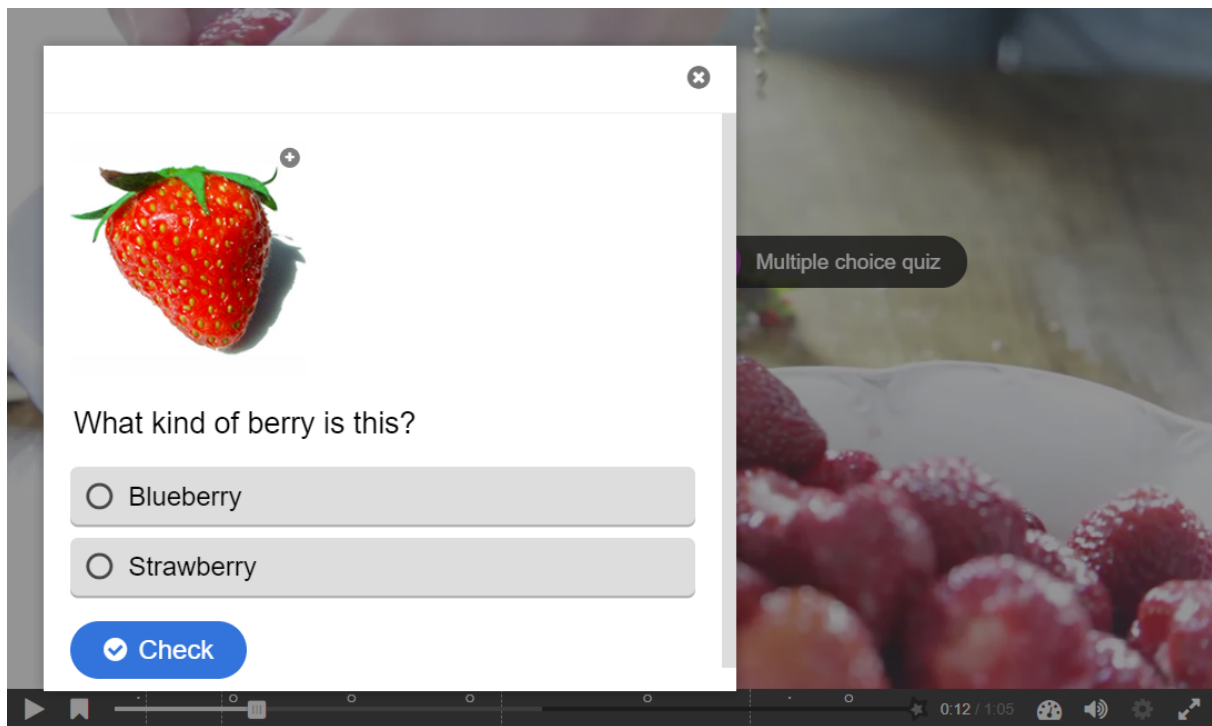 Multiple choice quiz
What kind of berry is this?
Blueberry
Strawberry
Check
0:12 / 1:05